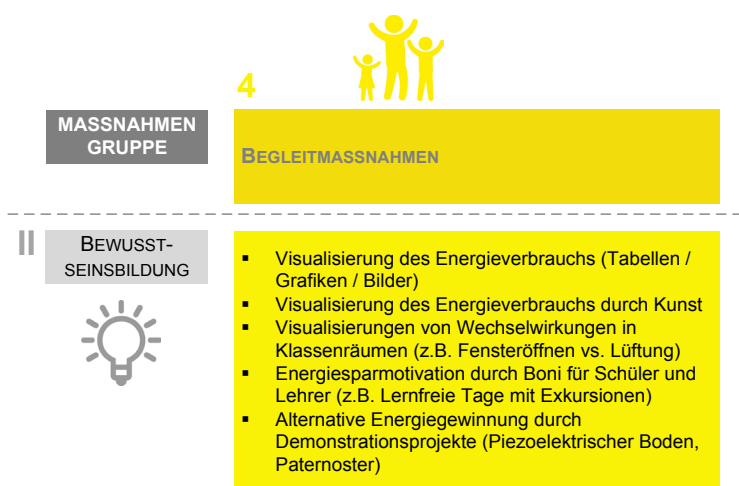 4
MASSNAHMEN
GRUPPE
BEGLEITMASSNAHMEN
II
BEWUSST-
SEINSBILDUNG
▪ Visualisierung des Energieverbrauchs (Tabellen /
Grafiken / Bilder)
▪ Visualisierung des Energieverbrauchs durch Kunst
▪ Visualisierungen von Wechselwirkungen in
Klassenräumen (z.B. Fensteröffnen vs. Lüftung)
▪ Energiesparmotivation durch Boni für Schüler und
Lehrer (z.B. Lernfreie Tage mit Exkursionen)
▪ Alternative Energiegewinnung durch
Demonstrationsprojekte (Piezoelektrischer Boden,
Paternoster)